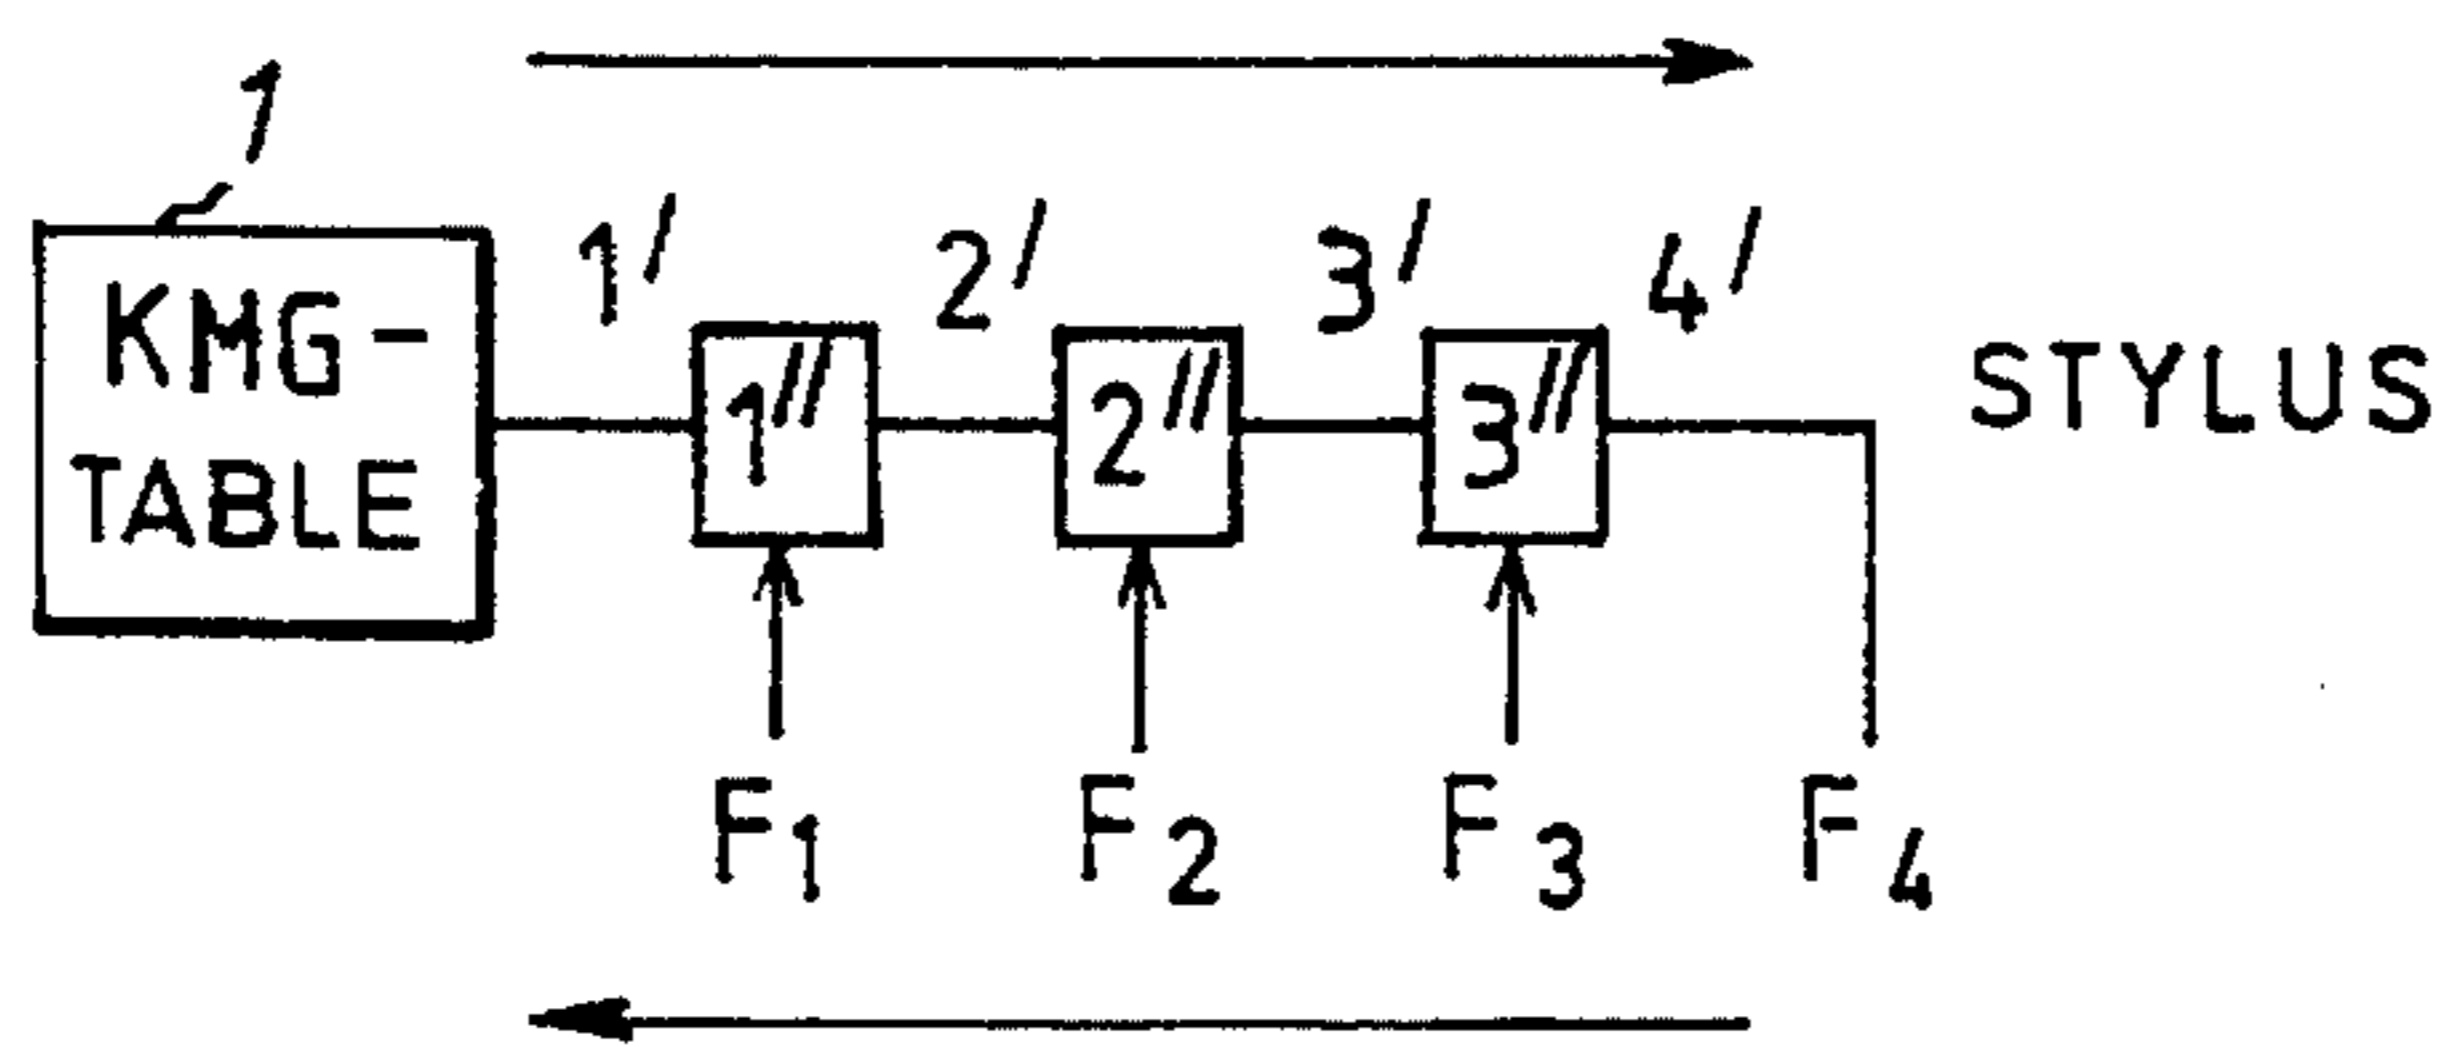 1
1′ 2′ 3′ 4′
KMG-
TABLE
1″ 2″ 3″ STYLUS
F1 F2 F3 F4